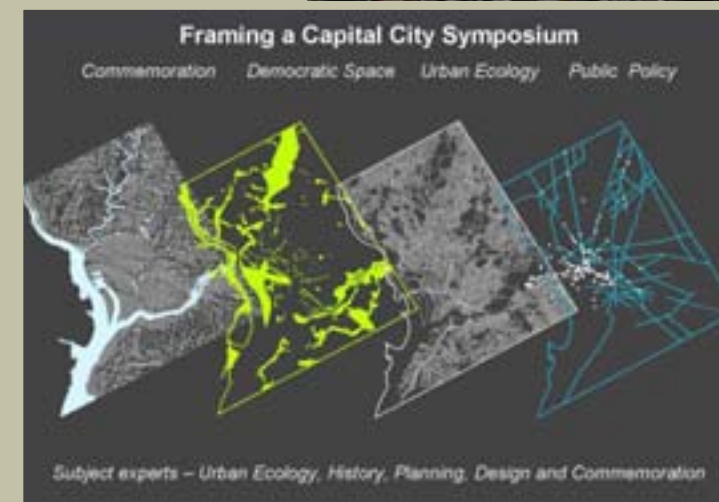 Framing a Capital City Symposium
Commemoration Democratic Space Urban Ecology Public Policy
Subject experts – Urban Ecology, History, Planning, Design and Commemoration